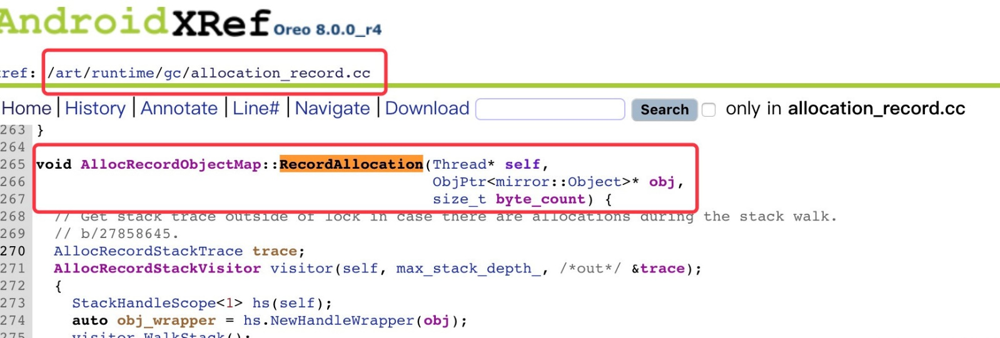 AndroidXRef Oreo 8.0.0_r4
xref: /art/runtime/gc/allocation_record.cc
Home | History | Annotate | Line# | Navigate | Download Search only in allocation_record.cc
263 }
264
265 void AllocRecordObjectMap::RecordAllocation(Thread* self,
266 ObjPtr<mirror::Object>* obj,
267 size_t byte_count) {
268 // Get stack trace outside of lock in case there are allocations during the stack walk.
269 // b/27858645.
270 AllocRecordStackTrace trace;
271 AllocRecordStackVisitor visitor(self, max_stack_depth_, /*out*/ &trace);
272 {
273 StackHandleScope<1> hs(self);
274 auto obj_wrapper = hs.NewHandleWrapper(obj);
275 visitor.WalkStack();